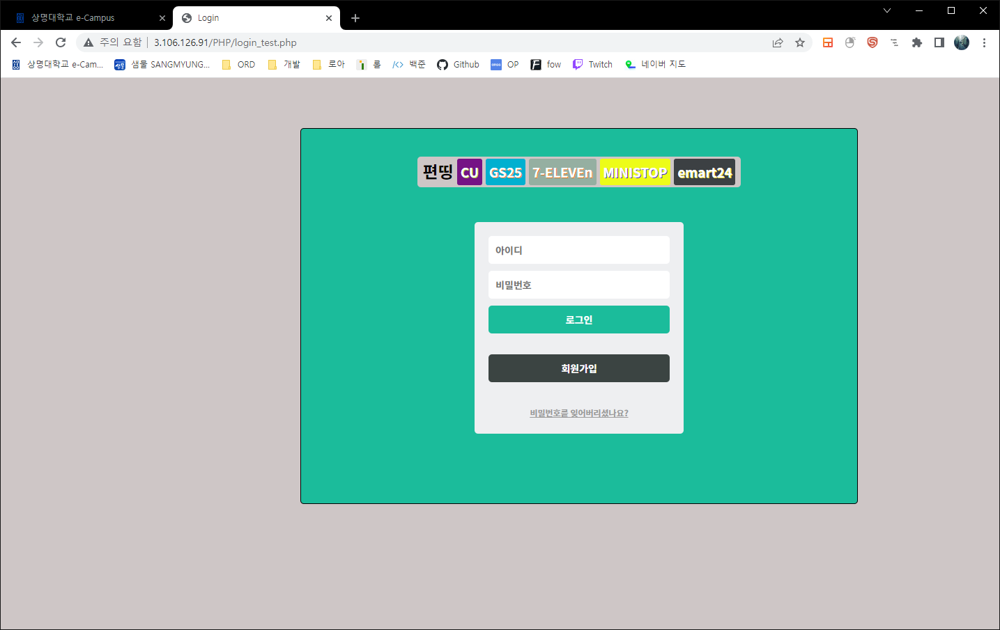 상명대학교 e-Campus
Login
주의 요함 3.106.126.91/PHP/login_test.php
상명대학교 e-Cam... 샘물 SANGMYUNG... ORD 개발 로아 롤 백준 Github OP fow Twitch 네이버 지도
편띵 CU GS25 7-ELEVEn MINISTOP emart24
아이디
비밀번호
로그인
회원가입
비밀번호를 잊어버리셨나요?